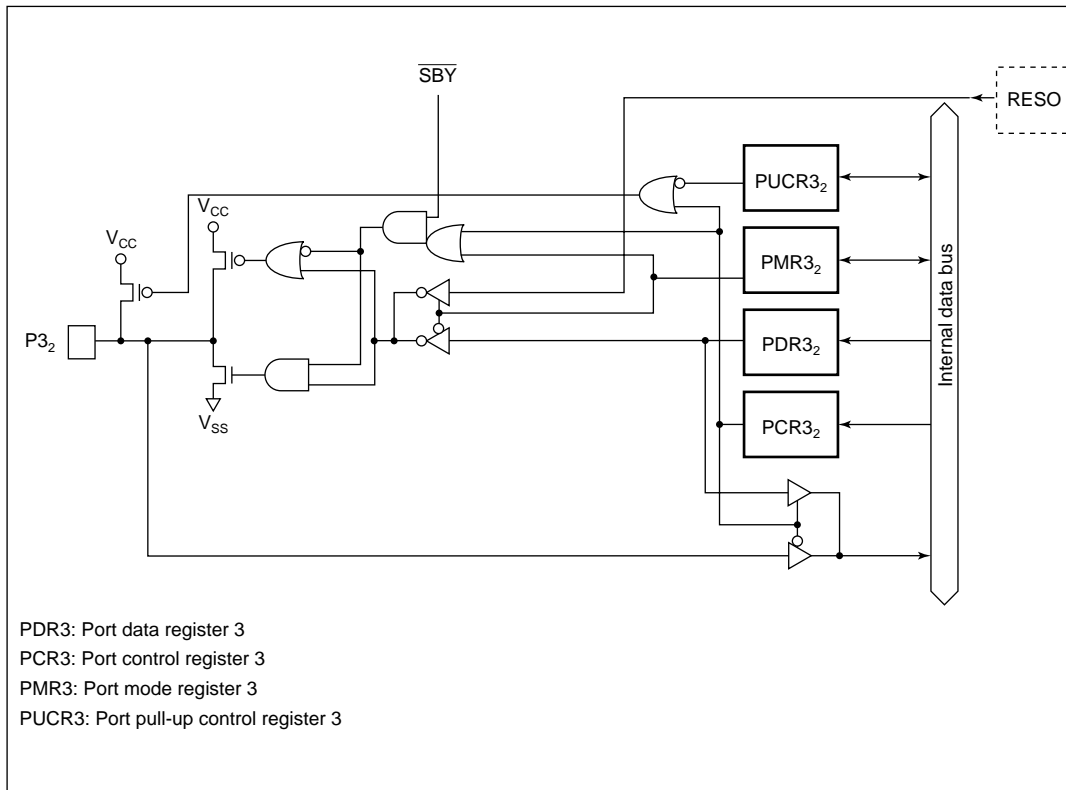 SBY
RESO
PUCR3₂
V_CC
V_CC
PMR3₂
Internal data bus
P3₂
PDR3₂
V_SS
PCR3₂
PDR3: Port data register 3
PCR3: Port control register 3
PMR3: Port mode register 3
PUCR3: Port pull-up control register 3